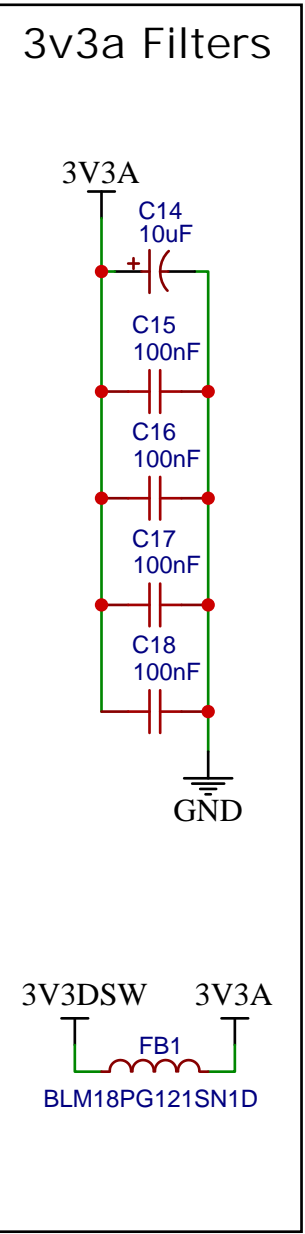 3v3a Filters
3V3A
C14
10uF
+
C15
100nF
C16
100nF
C17
100nF
C18
100nF
GND
3V3DSW 3V3A
FB1
BLM18PG121SN1D